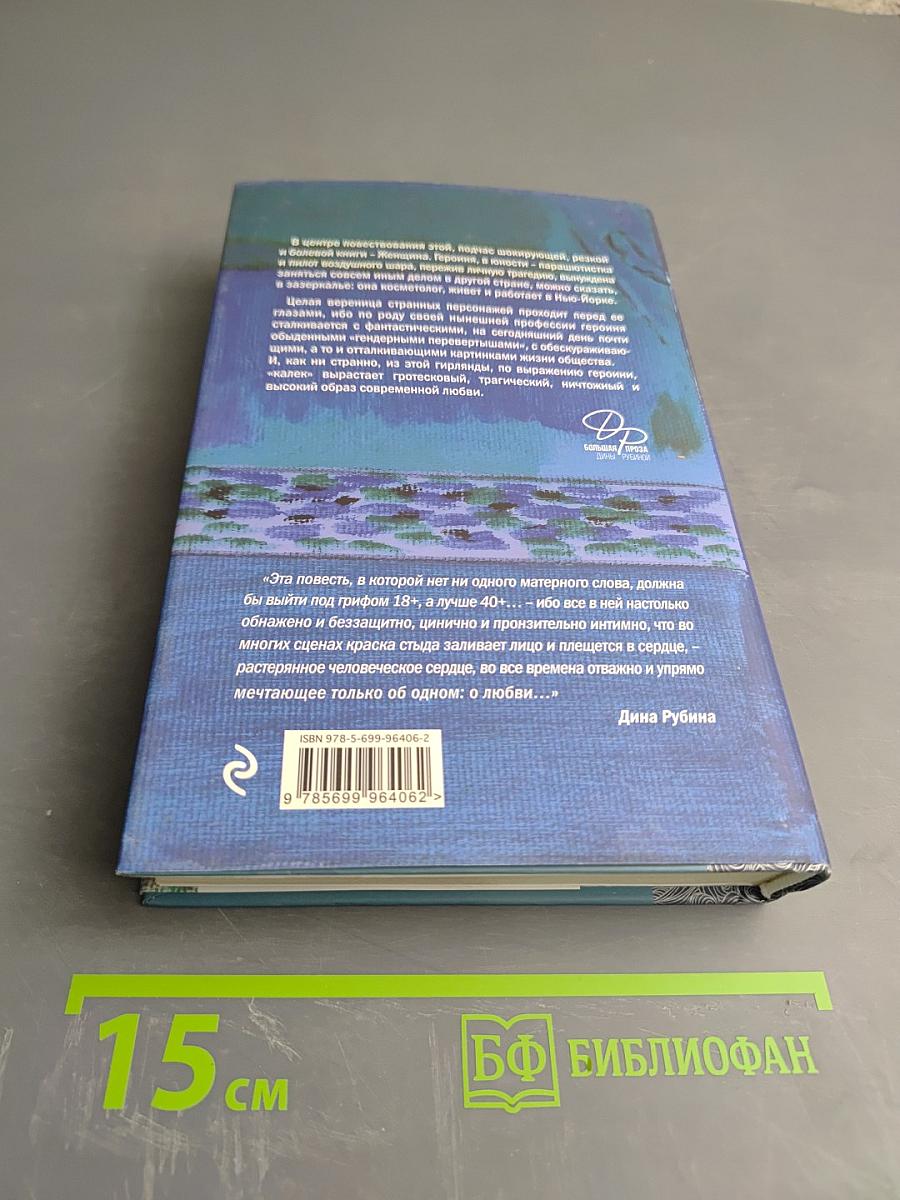 В центре повествования этой, подчас шокирующей, резкой
и болевой книги – Женщина. Героиня, в юности – парашютистка
и пилот воздушного шара, пережив личную трагедию, вынуждена
заняться совсем иным делом в другой стране, можно сказать,
в зазеркалье: она косметолог, живет и работает в Нью-Йорке.
Целая вереница странных персонажей проходит перед ее
глазами, ибо по роду своей нынешней профессии героиня
сталкивается с фантастическими, на сегодняшний день почти
обыденными «гендерными перевертышами», с обескураживаю-
щими, а то и отталкивающими картинками жизни общества.
И, как ни странно, из этой гирлянды, по выражению героини,
«калек» вырастает гротесковый, трагический, ничтожный и
высокий образ современной любви.
ДР
БОЛЬШАЯ ПРОЗА
ДИНЫ РУБИНОЙ
«Эта повесть, в которой нет ни одного матерного слова, должна
бы выйти под грифом 18+, а лучше 40+… – ибо все в ней настолько
обнажено и беззащитно, цинично и пронзительно интимно, что во
многих сценах краска стыда заливает лицо и плещется в сердце, –
растерянное человеческое сердце, во все времена отважно и упрямо
мечтающее только об одном: о любви…»
Дина Рубина
ISBN 978-5-699-96406-2
9 785699 964062 >
15 см
БФ БИБЛИОФАН